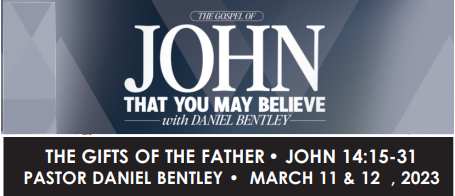 THE GOSPEL OF
JOHN
THAT YOU MAY BELIEVE
with DANIEL BENTLEY
THE GIFTS OF THE FATHER • JOHN 14:15-31
PASTOR DANIEL BENTLEY • MARCH 11 & 12 , 2023